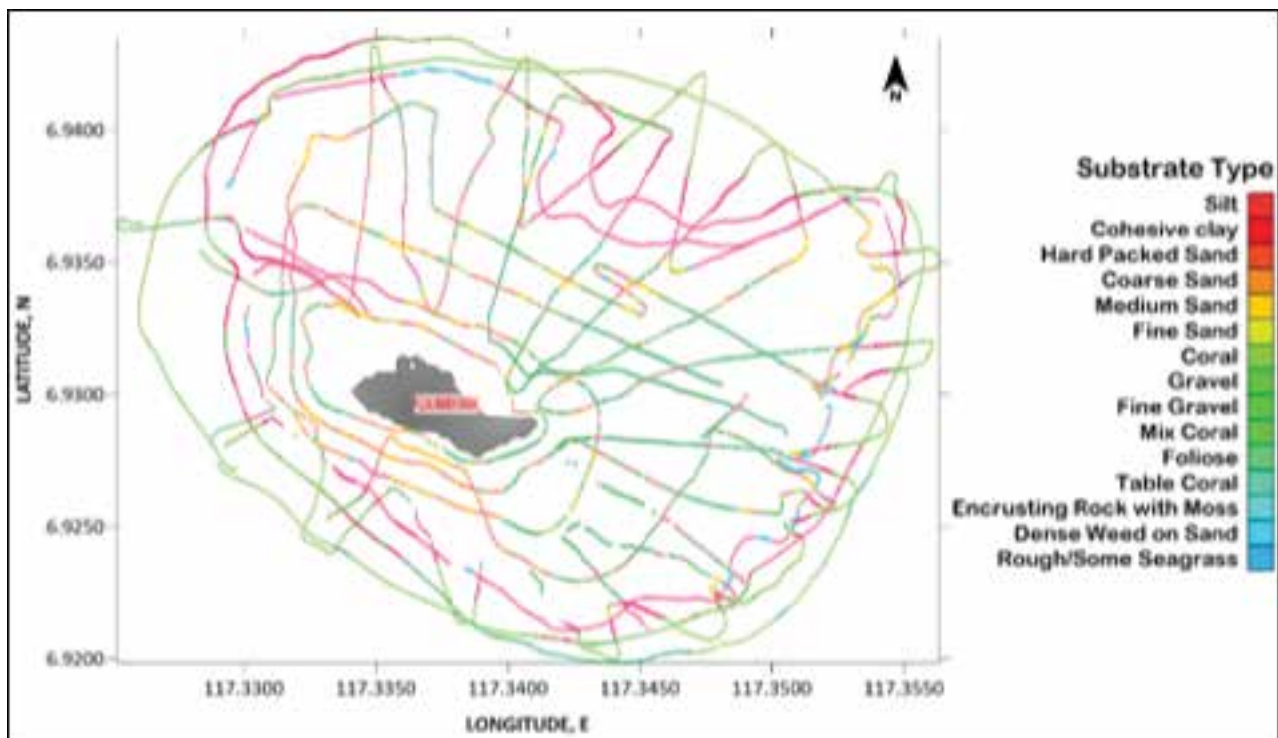 N
6.9400
6.9350
6.9300
6.9250
6.9200
LATITUDE, N
117.3300 117.3350 117.3400 117.3450 117.3500 117.3550
LONGITUDE, E
Substrate Type
Silt
Cohesive clay
Hard Packed Sand
Coarse Sand
Medium Sand
Fine Sand
Coral
Gravel
Fine Gravel
Mix Coral
Foliose
Table Coral
Encrusting Rock with Moss
Dense Weed on Sand
Rough/Some Seagrass